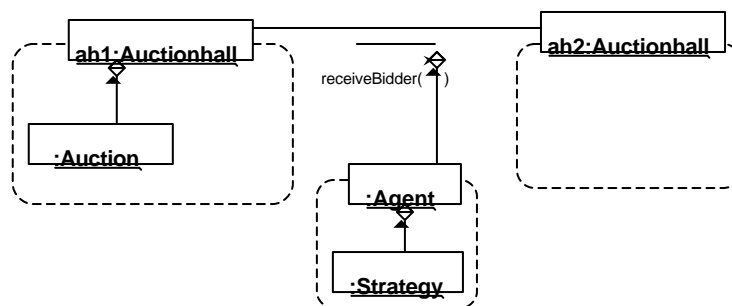 ah1:Auctionhall
ah2:Auctionhall
receiveBidder( )
:Auction
:Agent
:Strategy